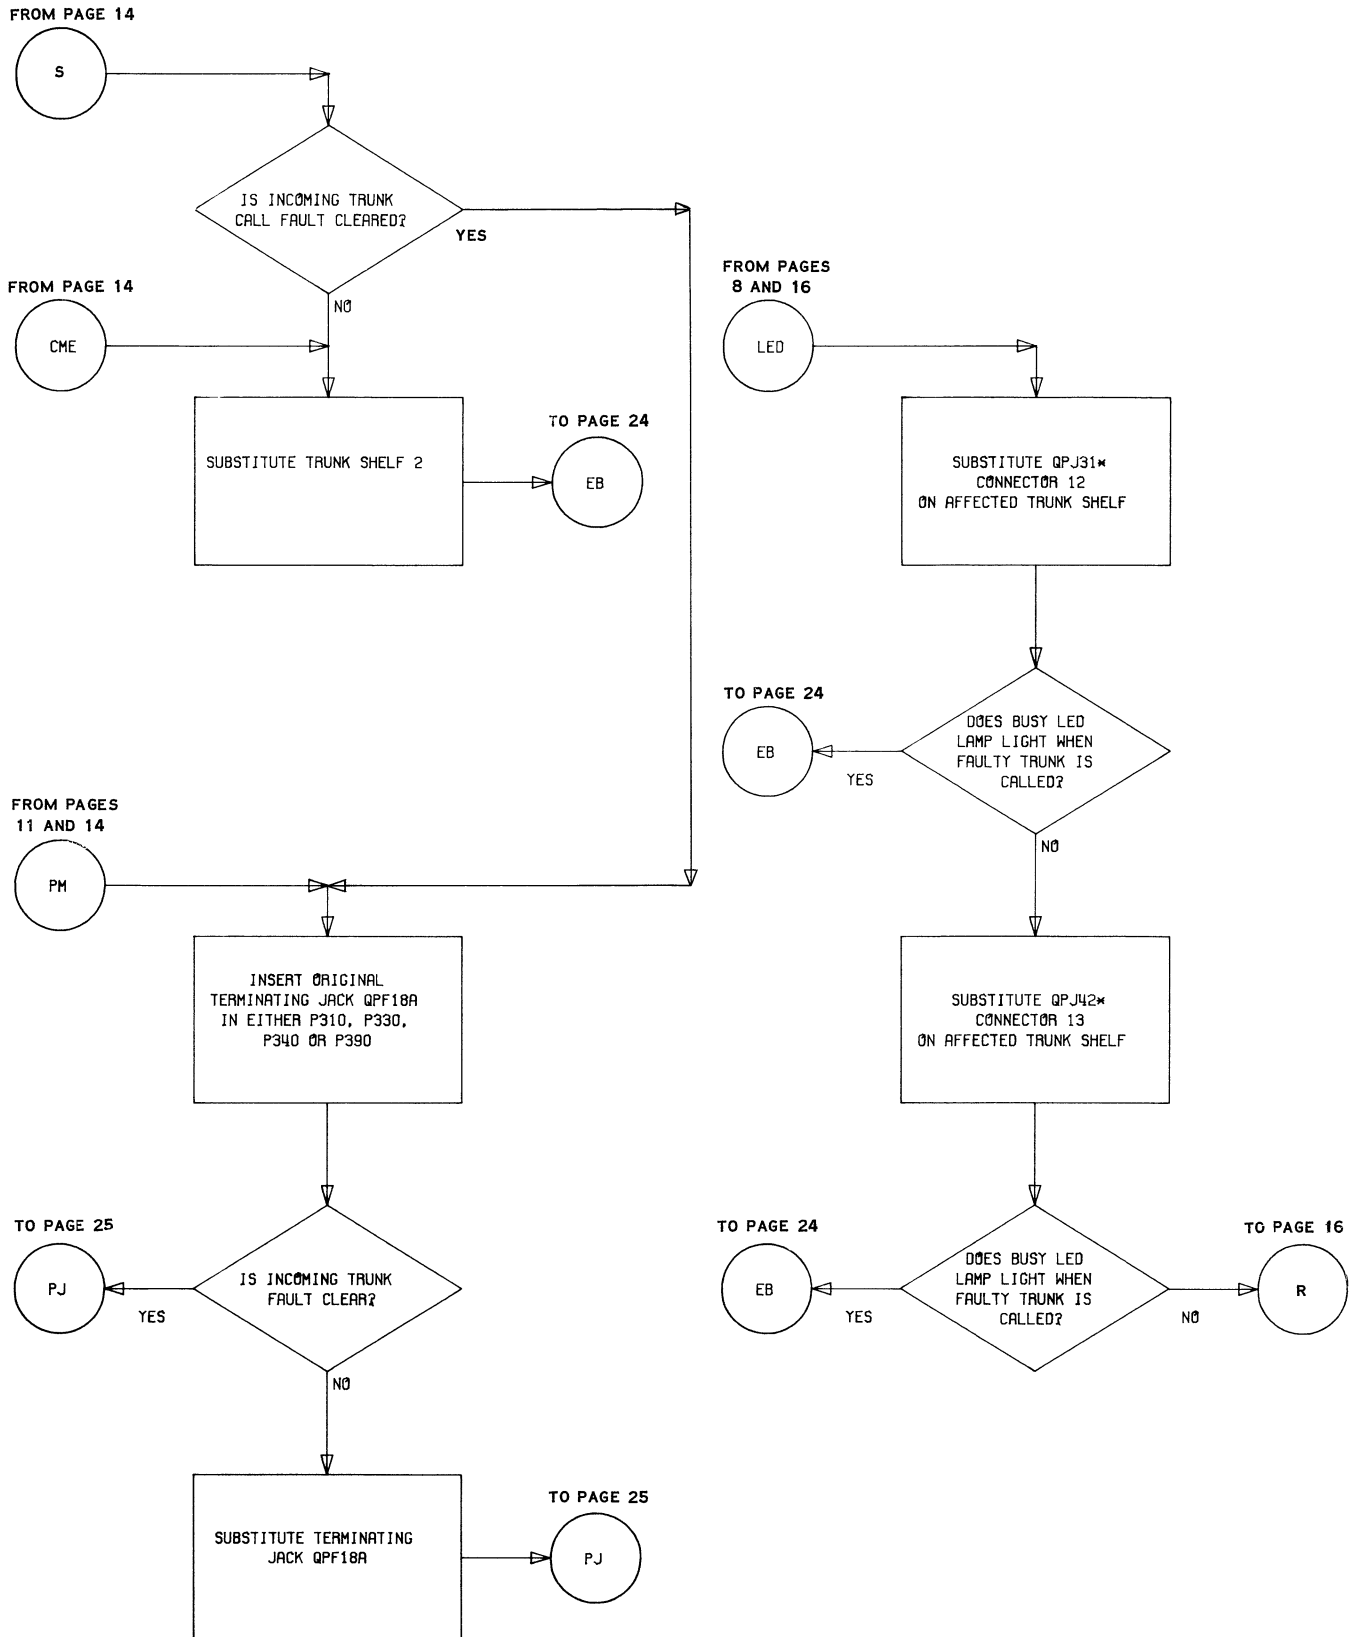 FROM PAGE 14
S
IS INCOMING TRUNK
CALL FAULT CLEARED?
YES
NO
FROM PAGE 14
CME
SUBSTITUTE TRUNK SHELF 2
TO PAGE 24
EB
FROM PAGES
11 AND 14
PM
INSERT ORIGINAL
TERMINATING JACK QPF18A
IN EITHER P310, P330,
P340 OR P390
TO PAGE 25
PJ
YES
IS INCOMING TRUNK
FAULT CLEAR?
NO
SUBSTITUTE TERMINATING
JACK QPF18A
TO PAGE 25
PJ
FROM PAGES
8 AND 16
LED
SUBSTITUTE QPJ31*
CONNECTOR 12
ON AFFECTED TRUNK SHELF
TO PAGE 24
EB
YES
DOES BUSY LED
LAMP LIGHT WHEN
FAULTY TRUNK IS
CALLED?
NO
SUBSTITUTE QPJ42*
CONNECTOR 13
ON AFFECTED TRUNK SHELF
TO PAGE 24
EB
YES
DOES BUSY LED
LAMP LIGHT WHEN
FAULTY TRUNK IS
CALLED?
NO
TO PAGE 16
R